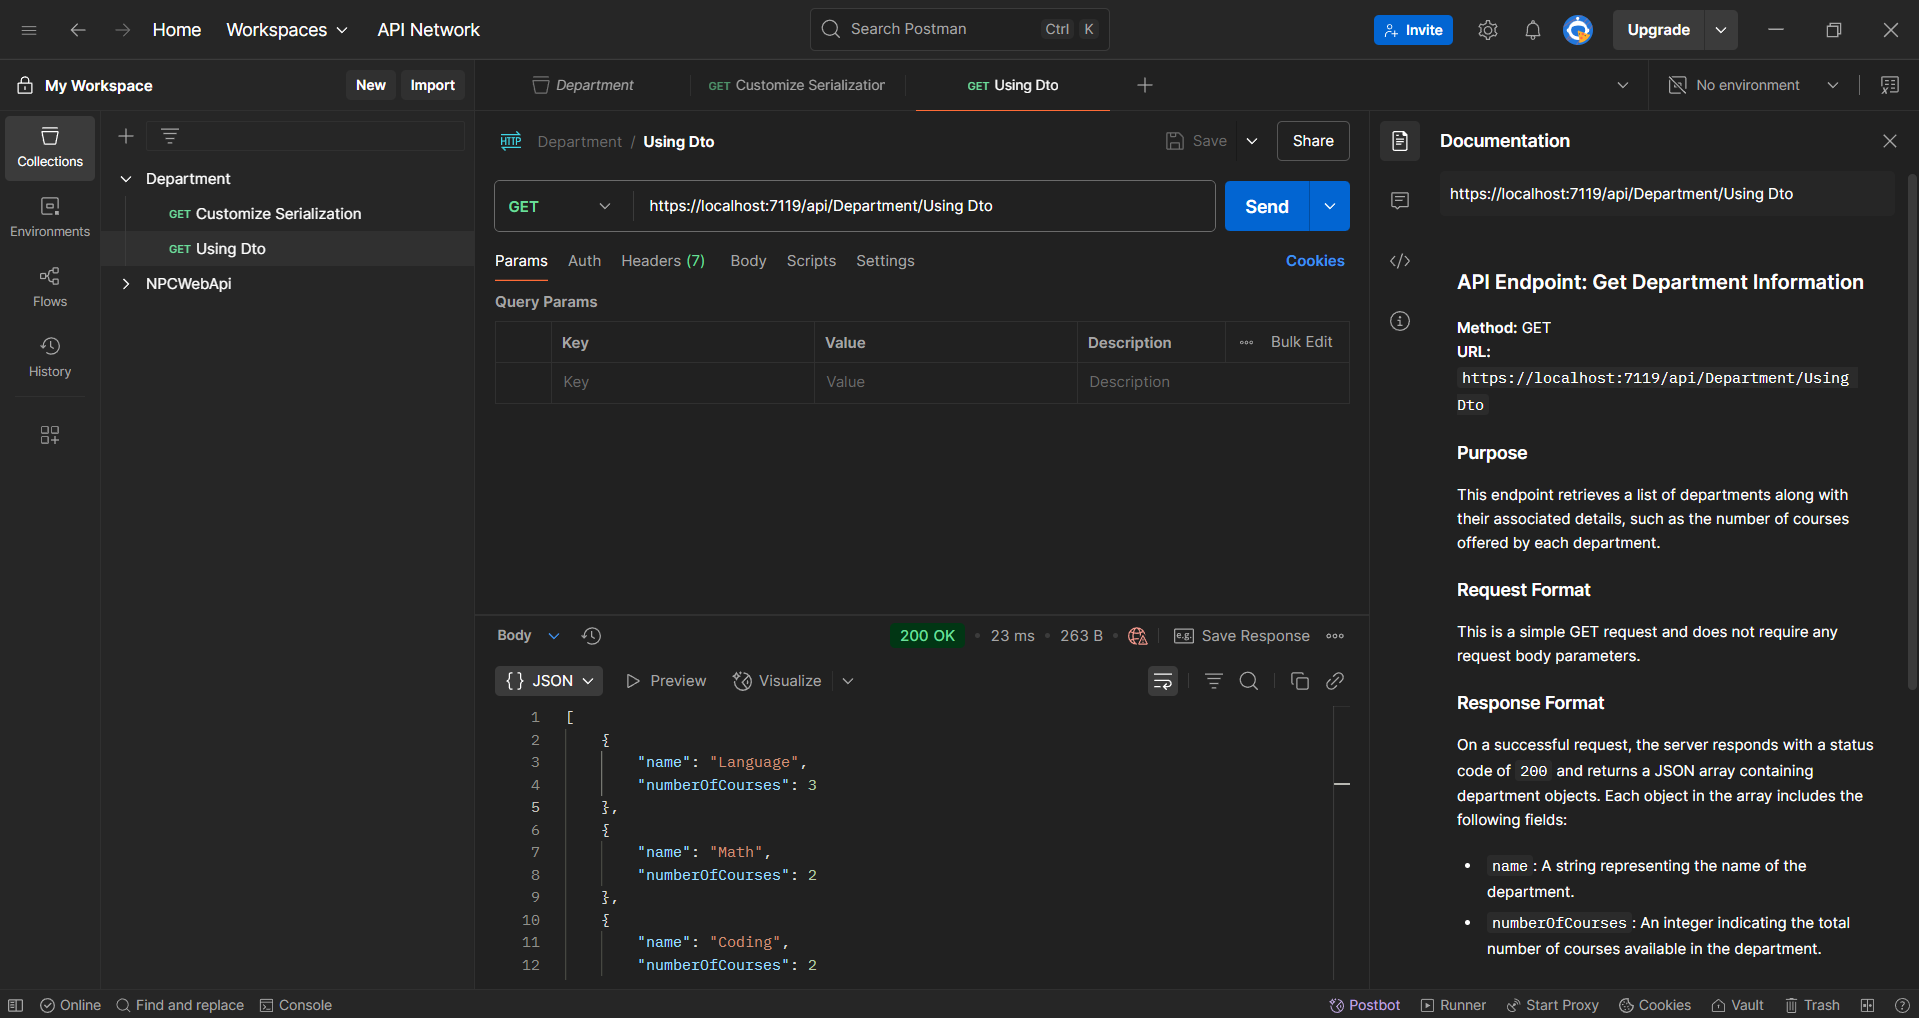 Home Workspaces API Network Search Postman Ctrl K Invite Upgrade
My Workspace New Import Department GET Customize Serialization GET Using Dto No environment
Collections
Environments
Flows
History
Department
GET Customize Serialization
GET Using Dto
NPCWebApi
HTTP Department / Using Dto Save Share
GET https://localhost:7119/api/Department/Using Dto Send
Params Auth Headers (7) Body Scripts Settings Cookies
Query Params
Key Value Description Bulk Edit
Key Value Description
Body 200 OK • 23 ms • 263 B • e.g. Save Response
{} JSON Preview Visualize
1 [
2 {
3 "name": "Language",
4 "numberOfCourses": 3
5 },
6 {
7 "name": "Math",
8 "numberOfCourses": 2
9 },
10 {
11 "name": "Coding",
12 "numberOfCourses": 2
Documentation
https://localhost:7119/api/Department/Using Dto
API Endpoint: Get Department Information
Method: GET
URL:
https://localhost:7119/api/Department/Using
Dto
Purpose
This endpoint retrieves a list of departments along with
their associated details, such as the number of courses
offered by each department.
Request Format
This is a simple GET request and does not require any
request body parameters.
Response Format
On a successful request, the server responds with a status
code of 200 and returns a JSON array containing
department objects. Each object in the array includes the
following fields:
• name : A string representing the name of the
department.
• numberOfCourses : An integer indicating the total
number of courses available in the department.
Online Find and replace Console Postbot Runner Start Proxy Cookies Vault Trash